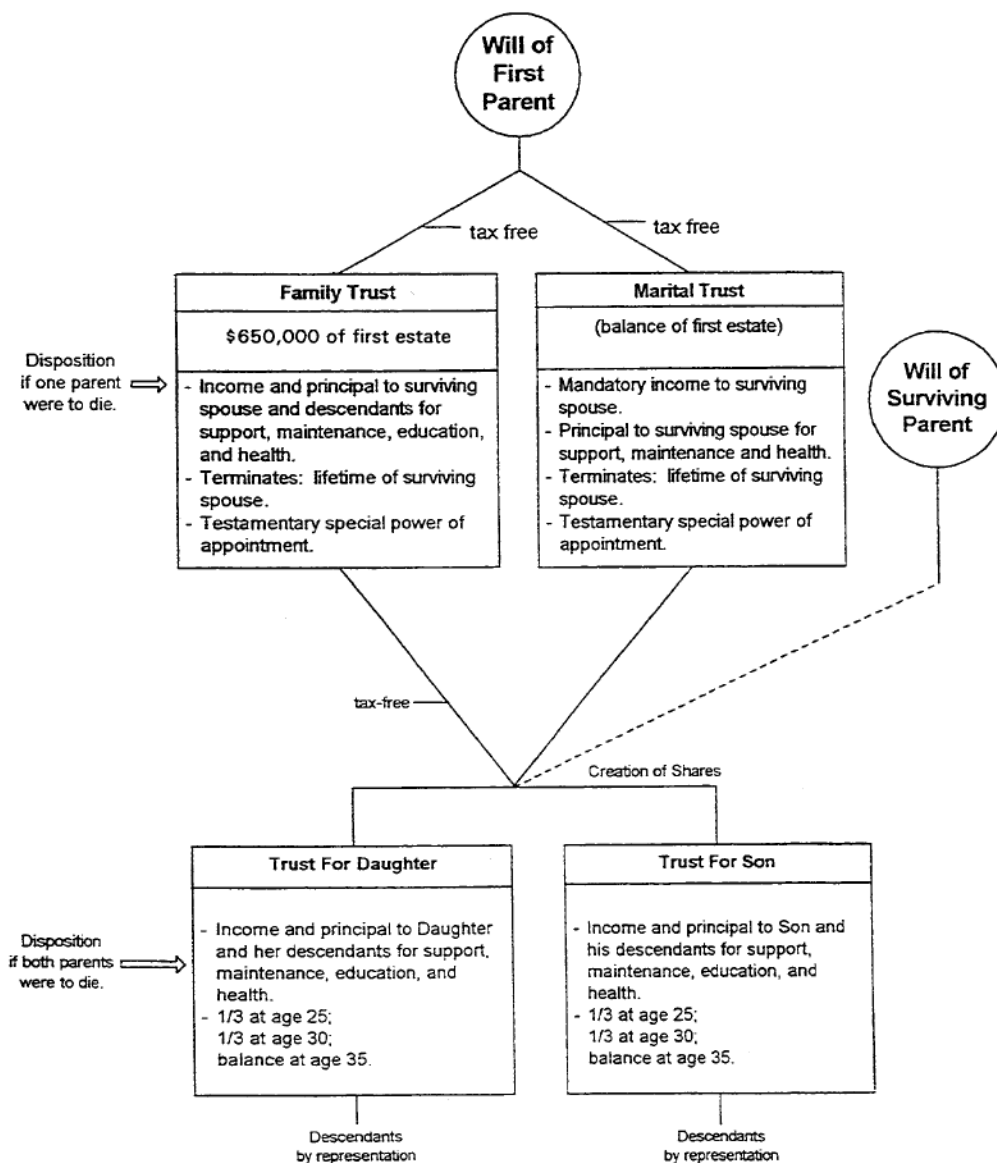 Will of
First
Parent
tax free
tax free
Family Trust
$650,000 of first estate
Disposition
if one parent
were to die.
- Income and principal to surviving
spouse and descendants for
support, maintenance, education,
and health.
- Terminates: lifetime of surviving
spouse.
- Testamentary special power of
appointment.
Marital Trust
(balance of first estate)
- Mandatory income to surviving
spouse.
- Principal to surviving spouse for
support, maintenance and health.
- Terminates: lifetime of surviving
spouse.
- Testamentary special power of
appointment.
Will of
Surviving
Parent
tax-free
Creation of Shares
Trust For Daughter
Disposition
if both parents
were to die.
- Income and principal to Daughter
and her descendants for support,
maintenance, education, and
health.
- 1/3 at age 25;
1/3 at age 30;
balance at age 35.
Descendants
by representation
Trust For Son
- Income and principal to Son and
his descendants for support,
maintenance, education, and
health.
- 1/3 at age 25;
1/3 at age 30;
balance at age 35.
Descendants
by representation